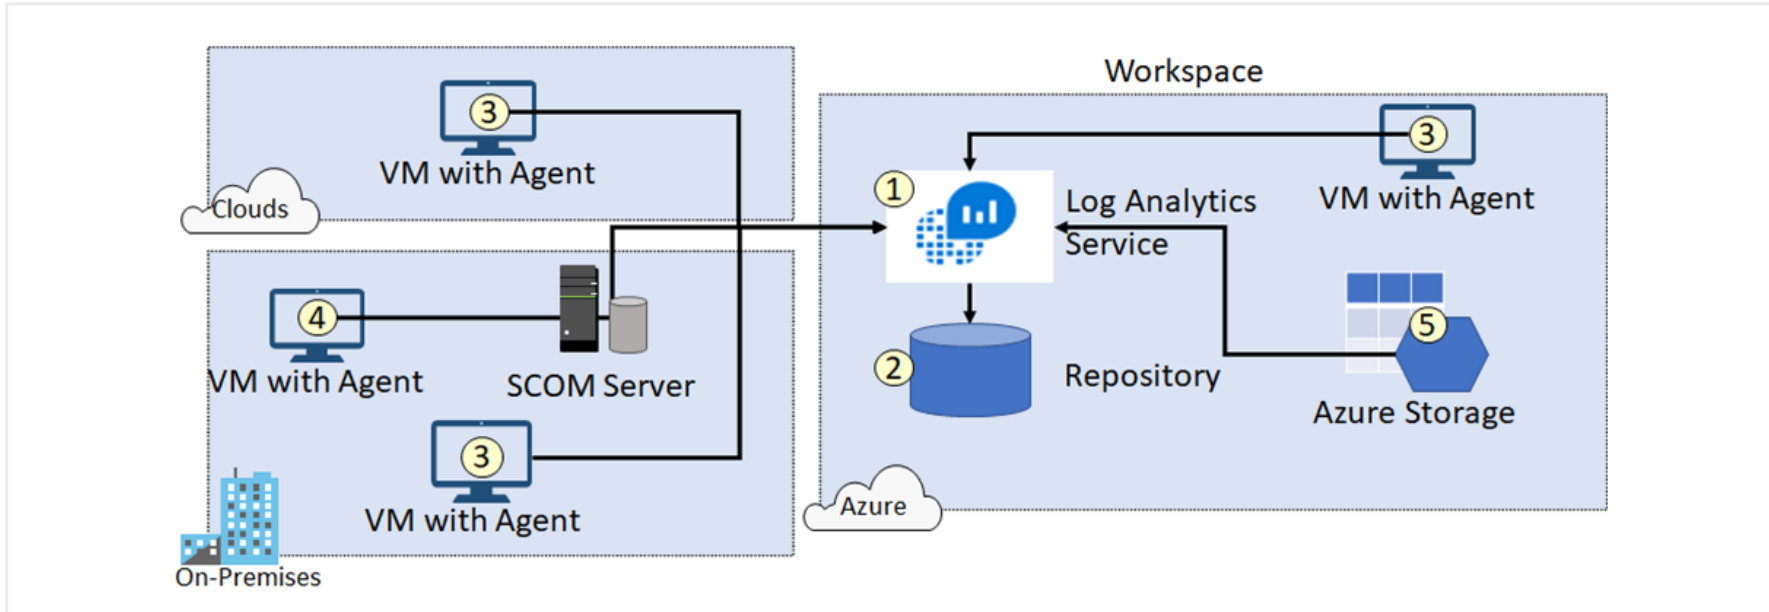 Workspace
3
VM with Agent
Clouds
3
VM with Agent
1
Log Analytics
Service
4
VM with Agent
SCOM Server
2
Repository
5
Azure Storage
3
VM with Agent
Azure
On-Premises